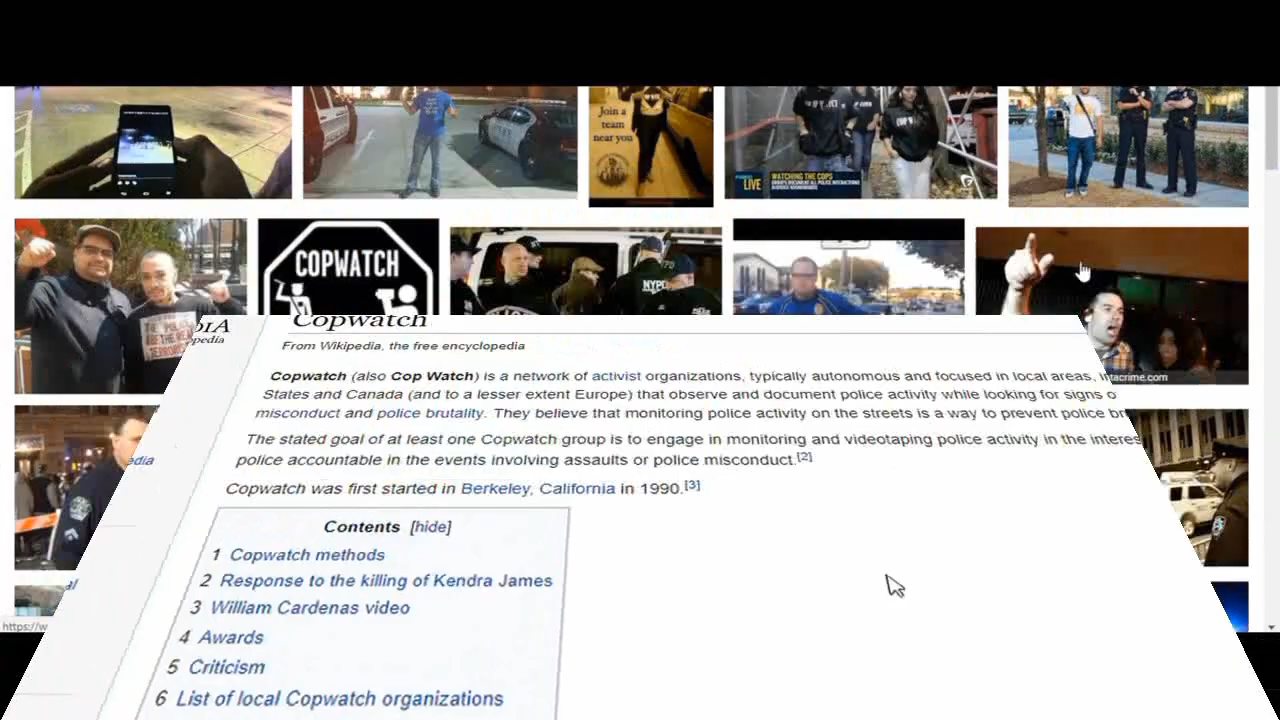 Join a
team
near you
LIVE
WATCHING THE COPS
COPWATCH
NYPD
Copwatch
From Wikipedia, the free encyclopedia
Copwatch (also Cop Watch) is a network of activist organizations, typically autonomous and focused in local areas,
States and Canada (and to a lesser extent Europe) that observe and document police activity while looking for signs o
misconduct and police brutality. They believe that monitoring police activity on the streets is a way to prevent police br
The stated goal of at least one Copwatch group is to engage in monitoring and videotaping police activity in the interes
police accountable in the events involving assaults or police misconduct.[2]
Copwatch was first started in Berkeley, California in 1990.[3]
Contents [hide]
1 Copwatch methods
2 Response to the killing of Kendra James
3 William Cardenas video
4 Awards
5 Criticism
6 List of local Copwatch organizations
pedia
edia
al
https://w
tacrime.com